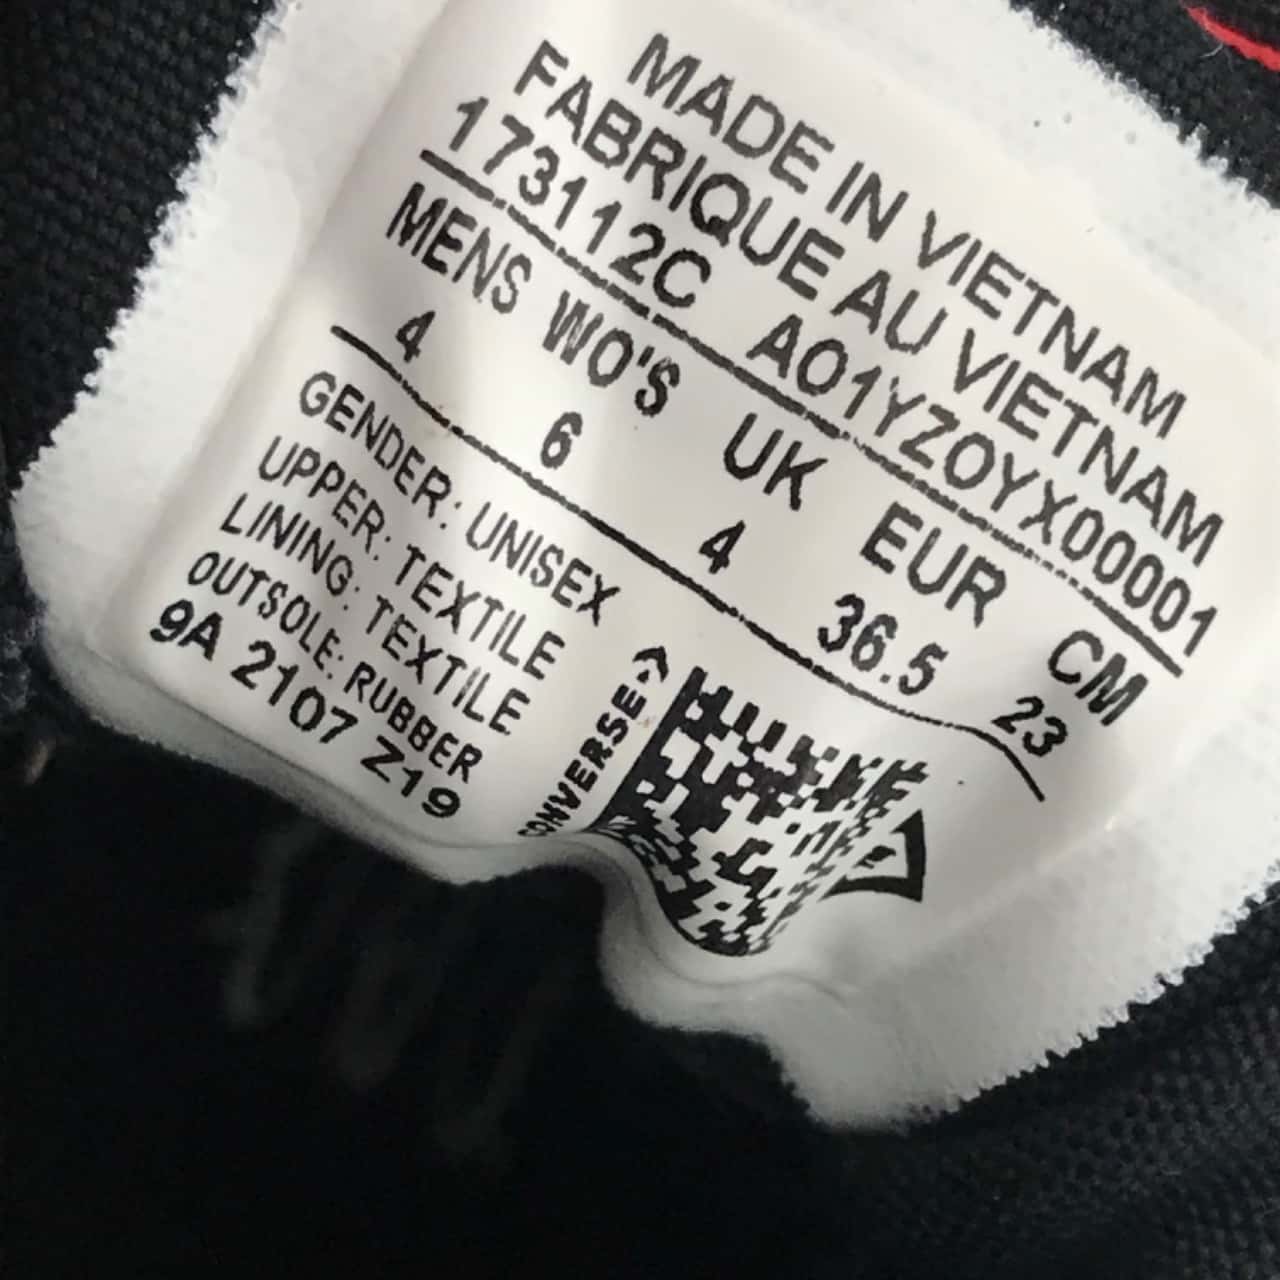 MADE IN VIETNAM
FABRIQUE AU VIETNAM
173112C AO1YZOYX00001
MENS WO'S UK EUR CM
4 6 4 36.5 23
GENDER: UNISEX
UPPER: TEXTILE
LINING: TEXTILE
OUTSOLE: RUBBER
9A 2107 Z19
CONVERSE